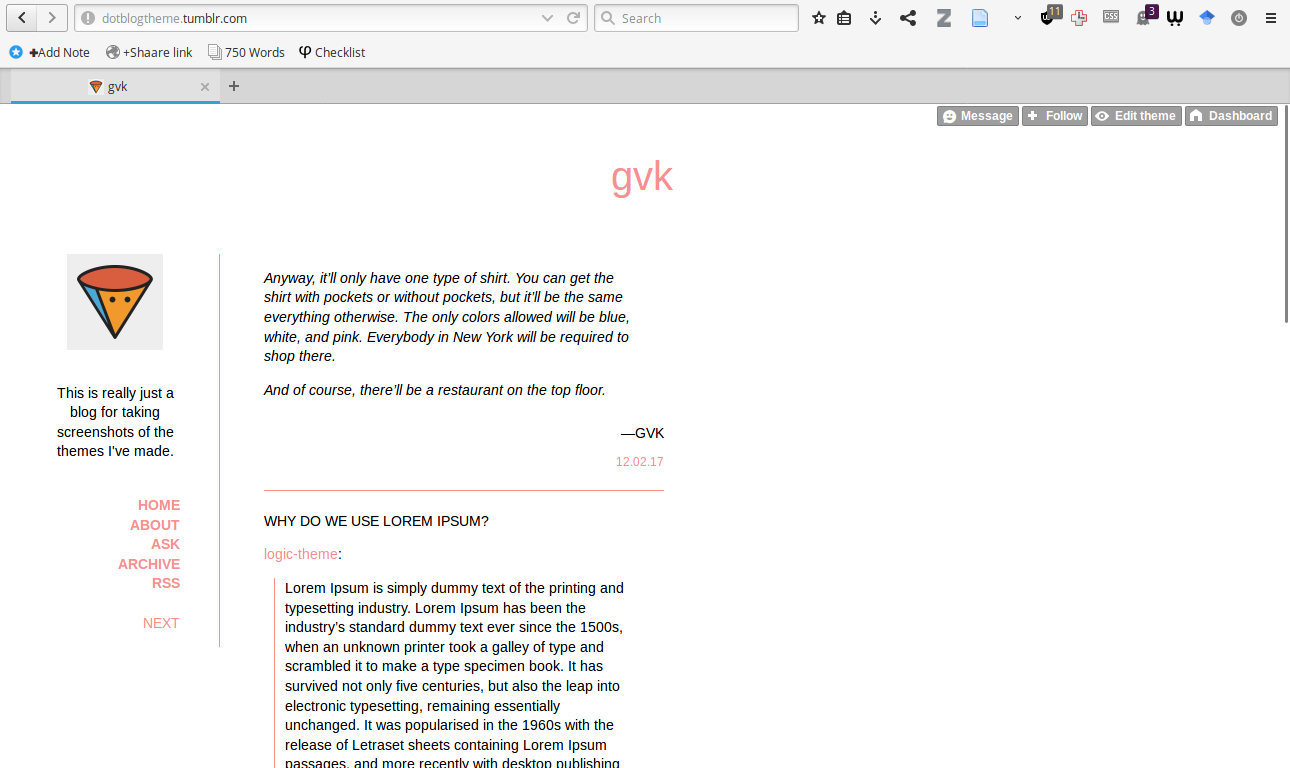 dotblogtheme.tumblr.com
Search
11
CSS
3
+Add Note
+Shaare link
750 Words
Checklist
gvk
Message
Follow
Edit theme
Dashboard
gvk
This is really just a
blog for taking
screenshots of the
themes I've made.
HOME
ABOUT
ASK
ARCHIVE
RSS
NEXT
Anyway, it’ll only have one type of shirt. You can get the
shirt with pockets or without pockets, but it’ll be the same
everything otherwise. The only colors allowed will be blue,
white, and pink. Everybody in New York will be required to
shop there.
And of course, there’ll be a restaurant on the top floor.
—GVK
12.02.17
WHY DO WE USE LOREM IPSUM?
logic-theme:
Lorem Ipsum is simply dummy text of the printing and
typesetting industry. Lorem Ipsum has been the
industry’s standard dummy text ever since the 1500s,
when an unknown printer took a galley of type and
scrambled it to make a type specimen book. It has
survived not only five centuries, but also the leap into
electronic typesetting, remaining essentially
unchanged. It was popularised in the 1960s with the
release of Letraset sheets containing Lorem Ipsum
passages, and more recently with desktop publishing